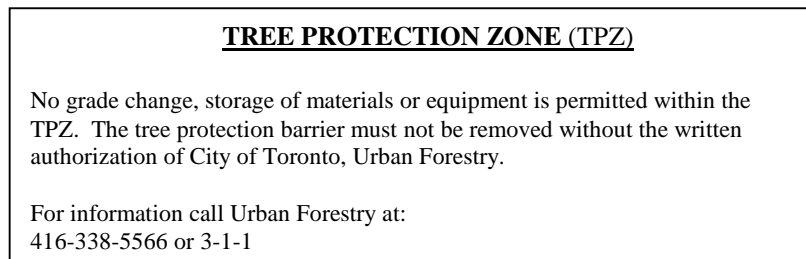 TREE PROTECTION ZONE (TPZ)
No grade change, storage of materials or equipment is permitted within the
TPZ.  The tree protection barrier must not be removed without the written
authorization of City of Toronto, Urban Forestry.
For information call Urban Forestry at:
416-338-5566 or 3-1-1